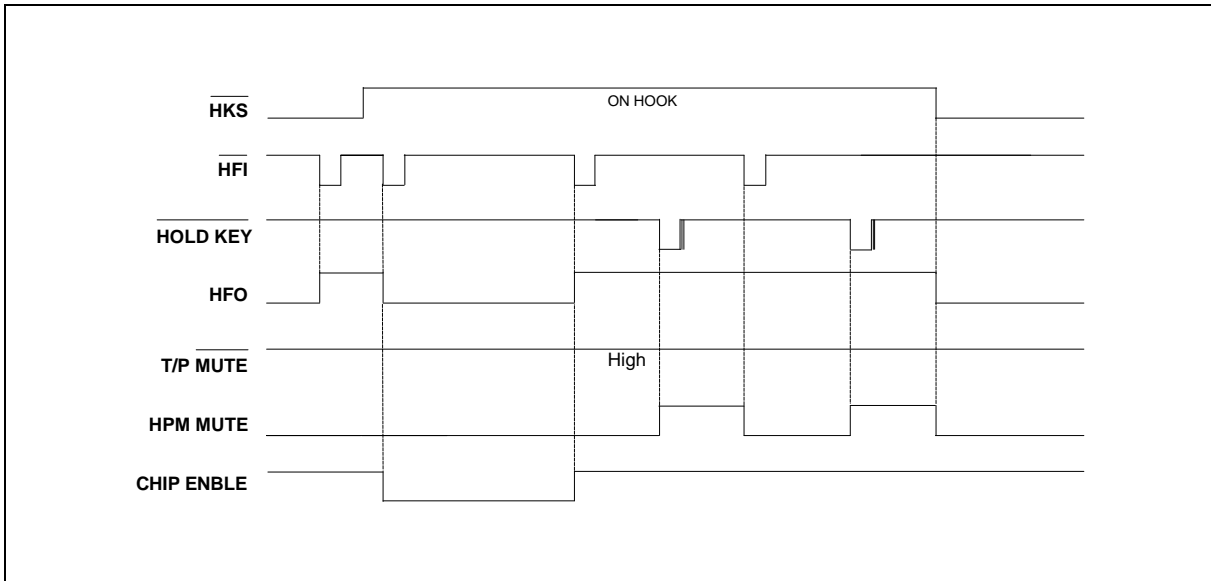 HKS
ON HOOK
HFI
HOLD KEY
HFO
T/P MUTE
High
HPM MUTE
CHIP ENBLE